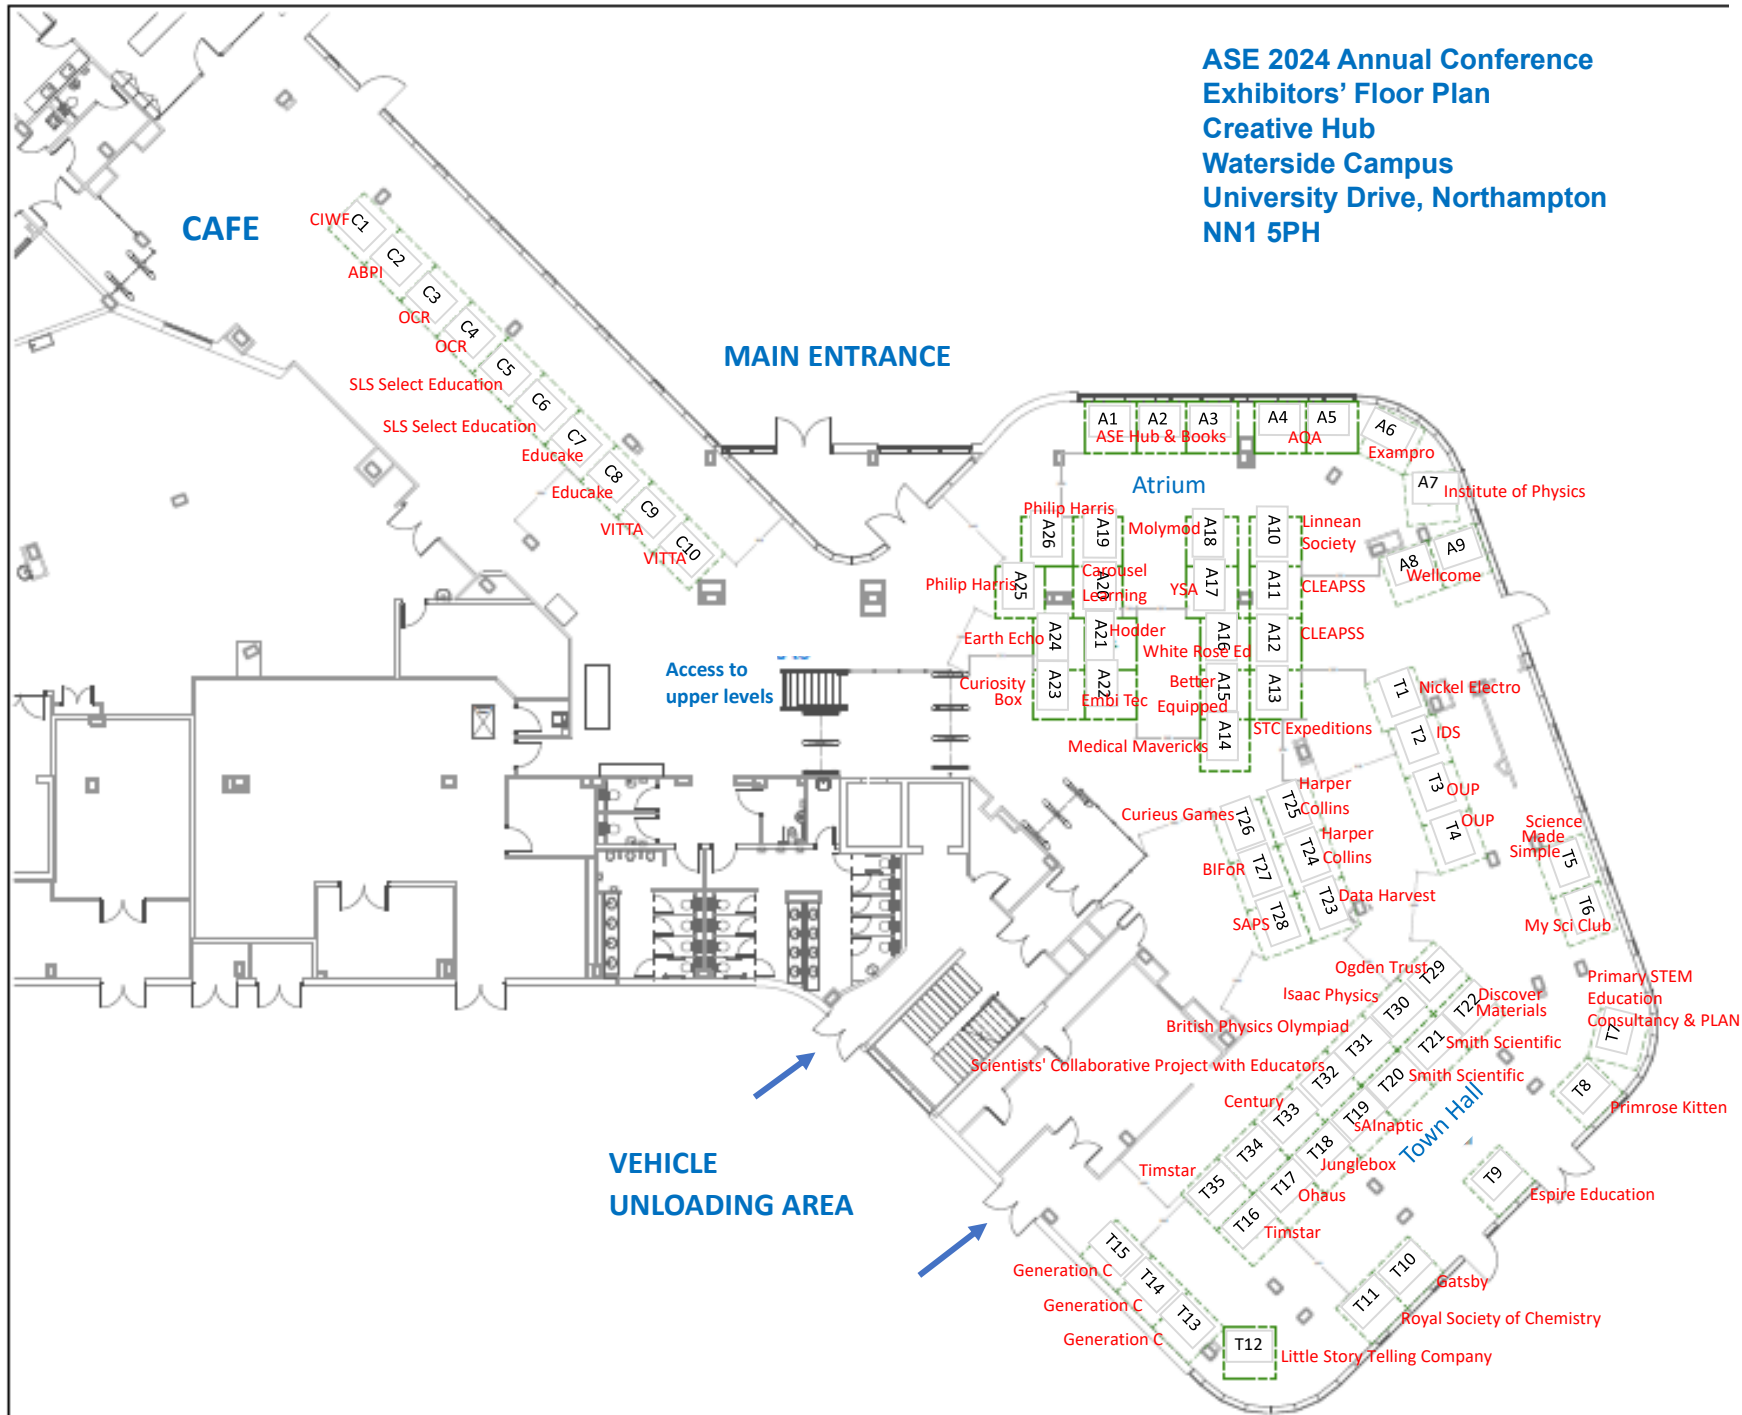 ASE 2024 Annual Conference
Exhibitors’ Floor Plan
Creative Hub
Waterside Campus
University Drive, Northampton
NN1 5PH
CAFE
CIWF
C1
C2
ABPI
C3
OCR
C4
OCR
C5
SLS Select Education
C6
SLS Select Education
C7
Educake
C8
Educake
C9
VITTA
C10
VITTA
MAIN ENTRANCE
A1
A2
A3
ASE Hub & Books
A4
A5
AQA
A6
Exampro
A7
Institute of Physics
A8
A9
Wellcome
Atrium
Philip Harris
A26
A19
Molymod
A18
A10
Linnean
Society
Philip Harris
A25
Carousel
A20
Learning
YSA
A17
A11
CLEAPSS
Earth Echo
A24
A21
Hodder
A16
White Rose Ed
A12
CLEAPSS
Curiosity
Box
A23
A22
Embi Tec
Better
Equipped
A15
A13
STC Expeditions
Medical Mavericks
A14
Access to
upper levels
T1
Nickel Electro
T2
IDS
T3
OUP
T4
OUP
Science
Made
Simple
T5
T6
My Sci Club
Harper
Collins
T25
Curieus Games
T26
Harper
Collins
T24
BIFoR
T27
T23
Data Harvest
SAPS
T28
Ogden Trust
T29
Isaac Physics
T30
T22
Discover
Materials
British Physics Olympiad
T31
T21
Smith Scientific
Scientists' Collaborative Project with Educators
T32
T20
Smith Scientific
Century
T33
T19
sAInaptic
T34
T18
Junglebox
Timstar
T35
T17
Ohaus
T16
Timstar
Town Hall
Primary STEM
Education
Consultancy & PLAN
T7
T8
Primrose Kitten
T9
Espire Education
T10
Gatsby
T11
Royal Society of Chemistry
T12
Little Story Telling Company
T15
Generation C
T14
Generation C
T13
Generation C
VEHICLE
UNLOADING AREA